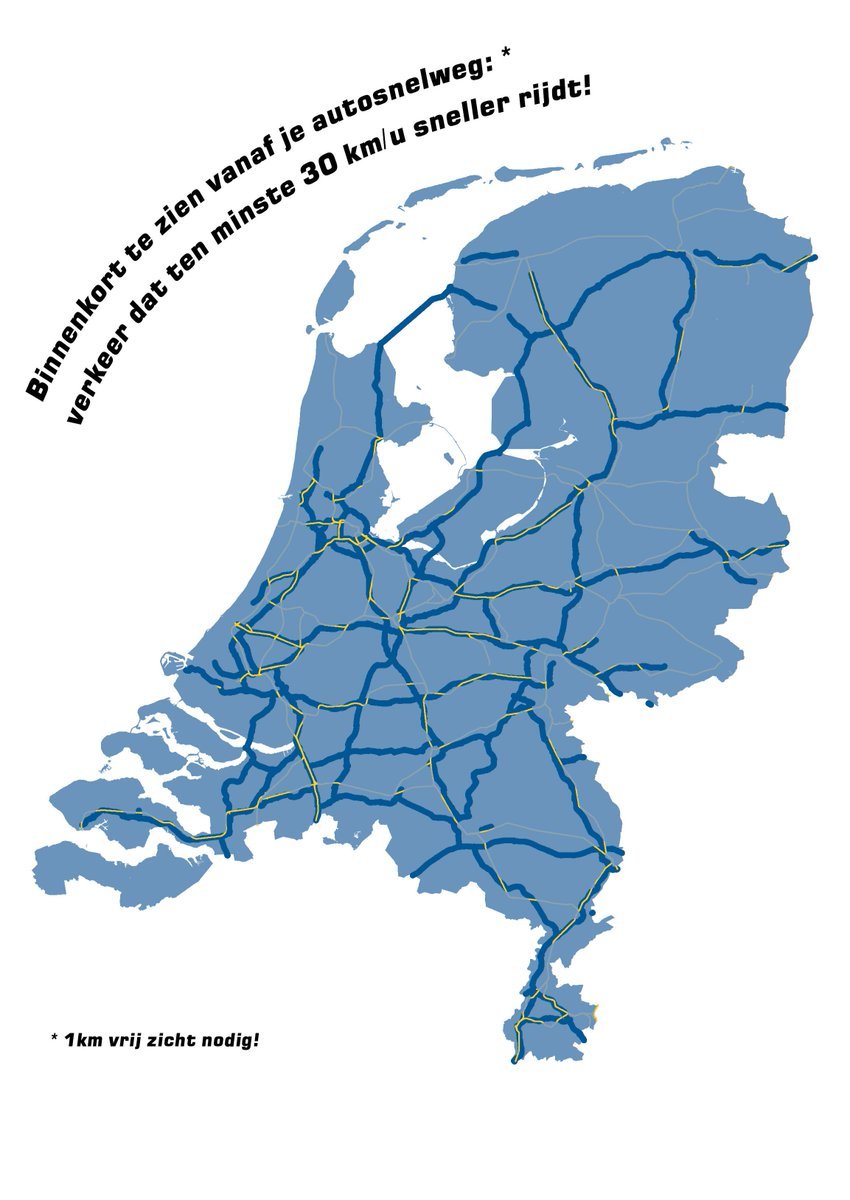 Binnenkort te zien vanaf je autosnelweg: *
verkeer dat ten minste 30 km/u sneller rijdt!
* 1km vrij zicht nodig!